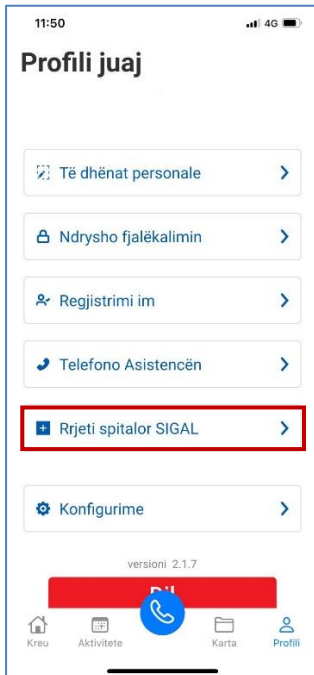 11:50 4G
Profili juaj
Të dhënat personale
Ndrysho fjalëkalimin
Regjistrimi im
Telefono Asistencën
Rrjeti spitalor SIGAL
Konfigurime
versioni 2.1.7
Kreu Aktivitete Karta Profili